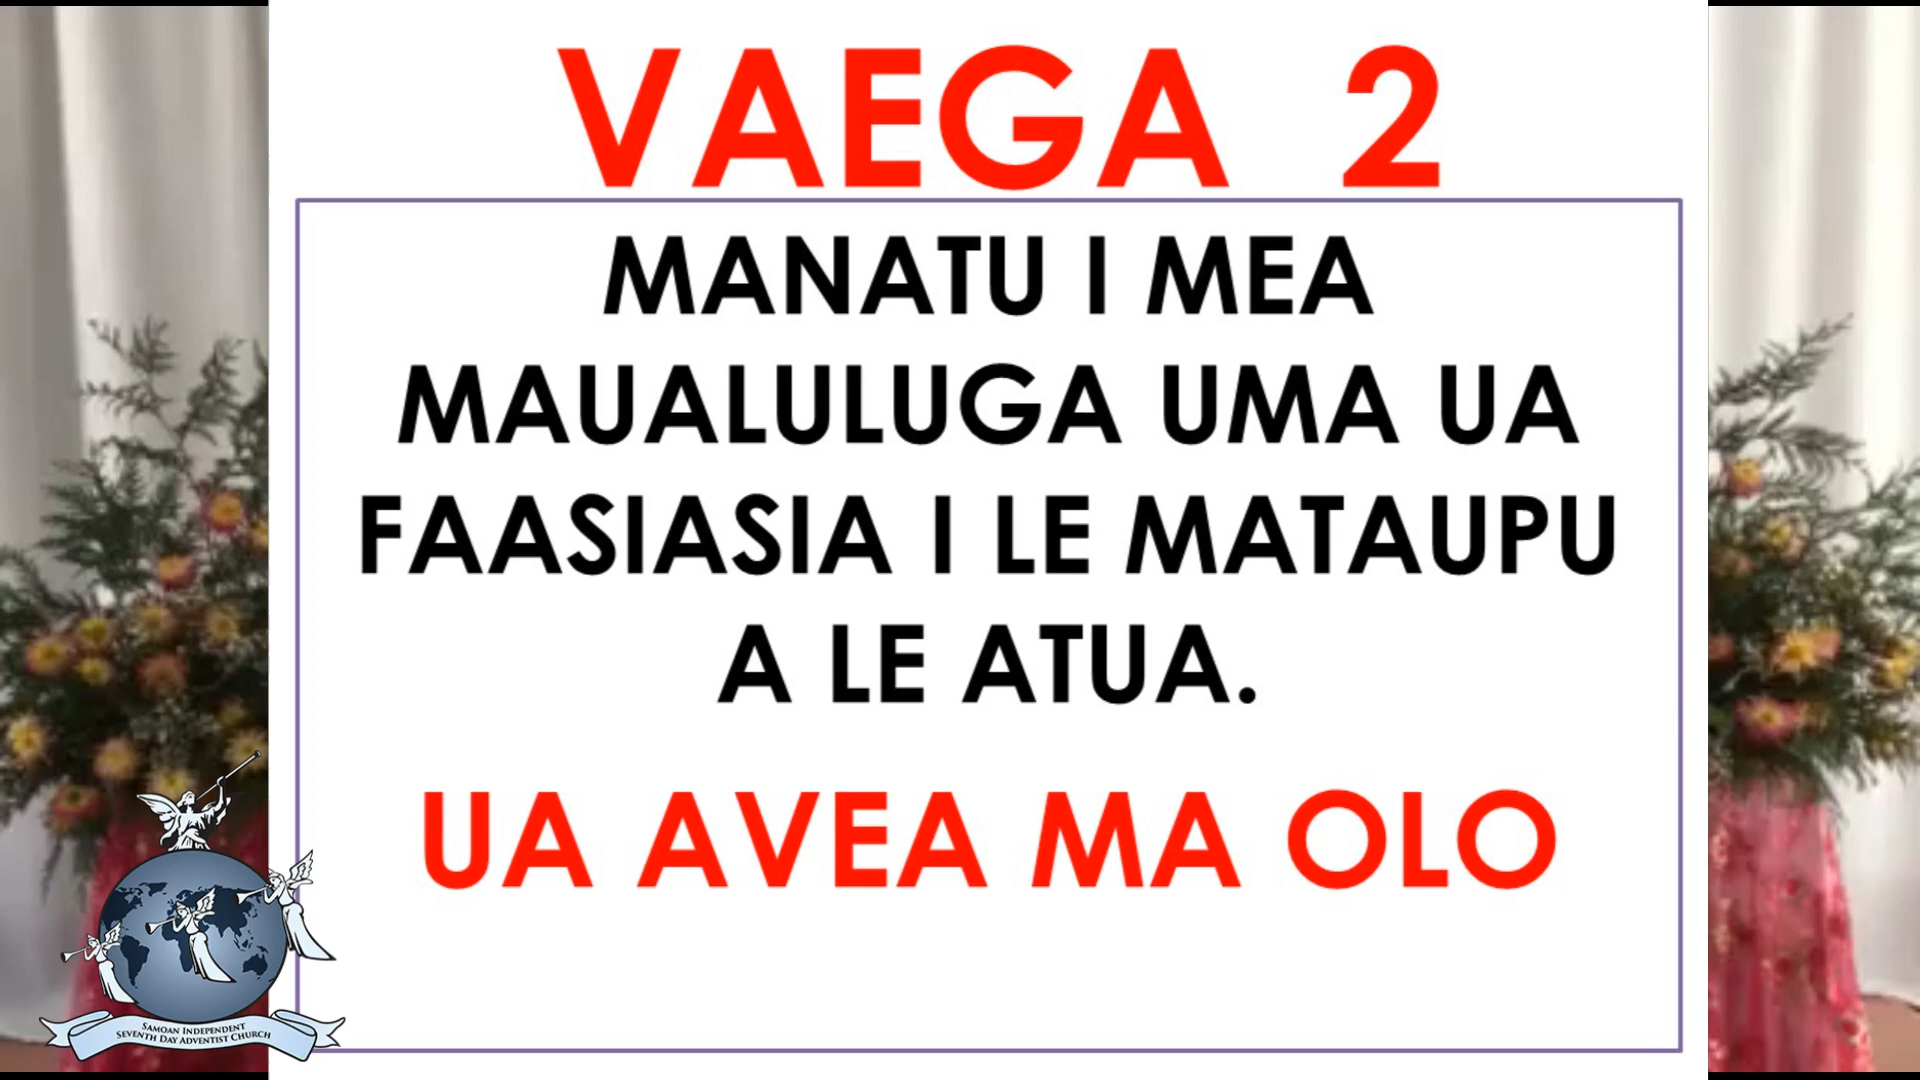 VAEGA 2
MANATU I MEA
MAUALULUGA UMA UA
FAASIASIA I LE MATAUPU
A LE ATUA.
UA AVEA MA OLO
SAMOAN INDEPENDENT
SEVENTH DAY ADVENTIST CHURCH